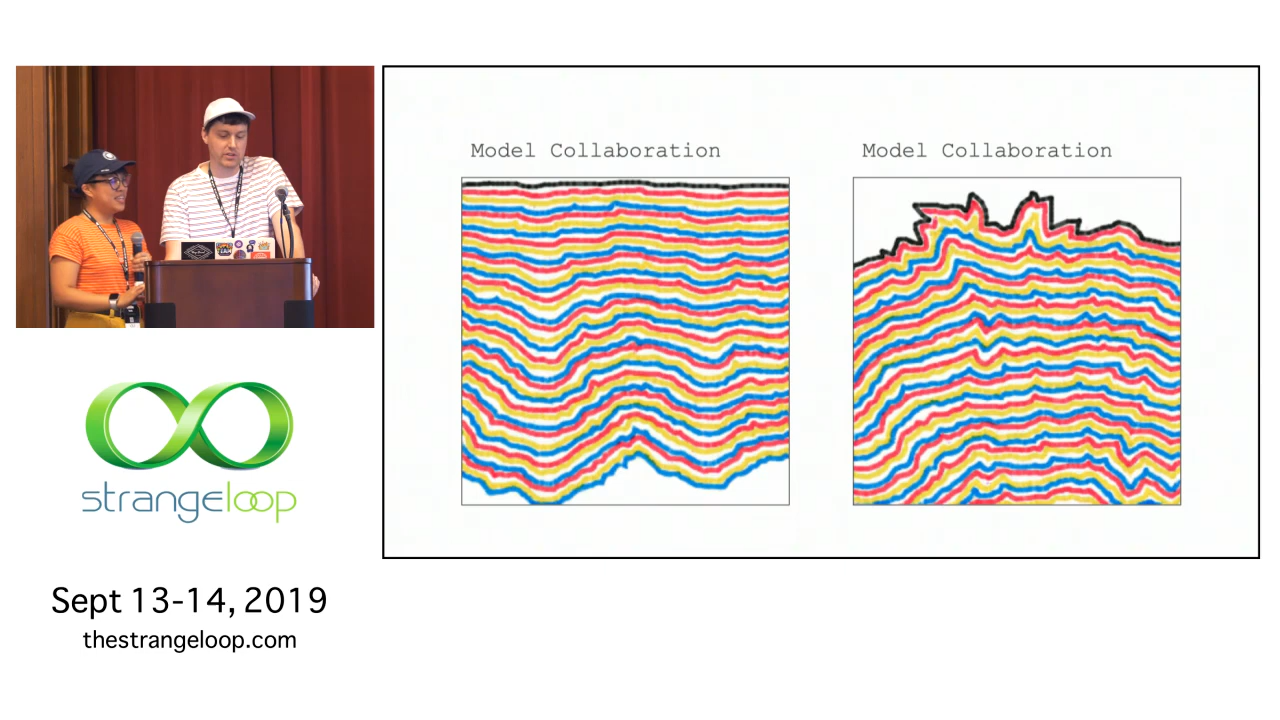 Model Collaboration
Model Collaboration
strangeloop
Sept 13-14, 2019
thestrangeloop.com